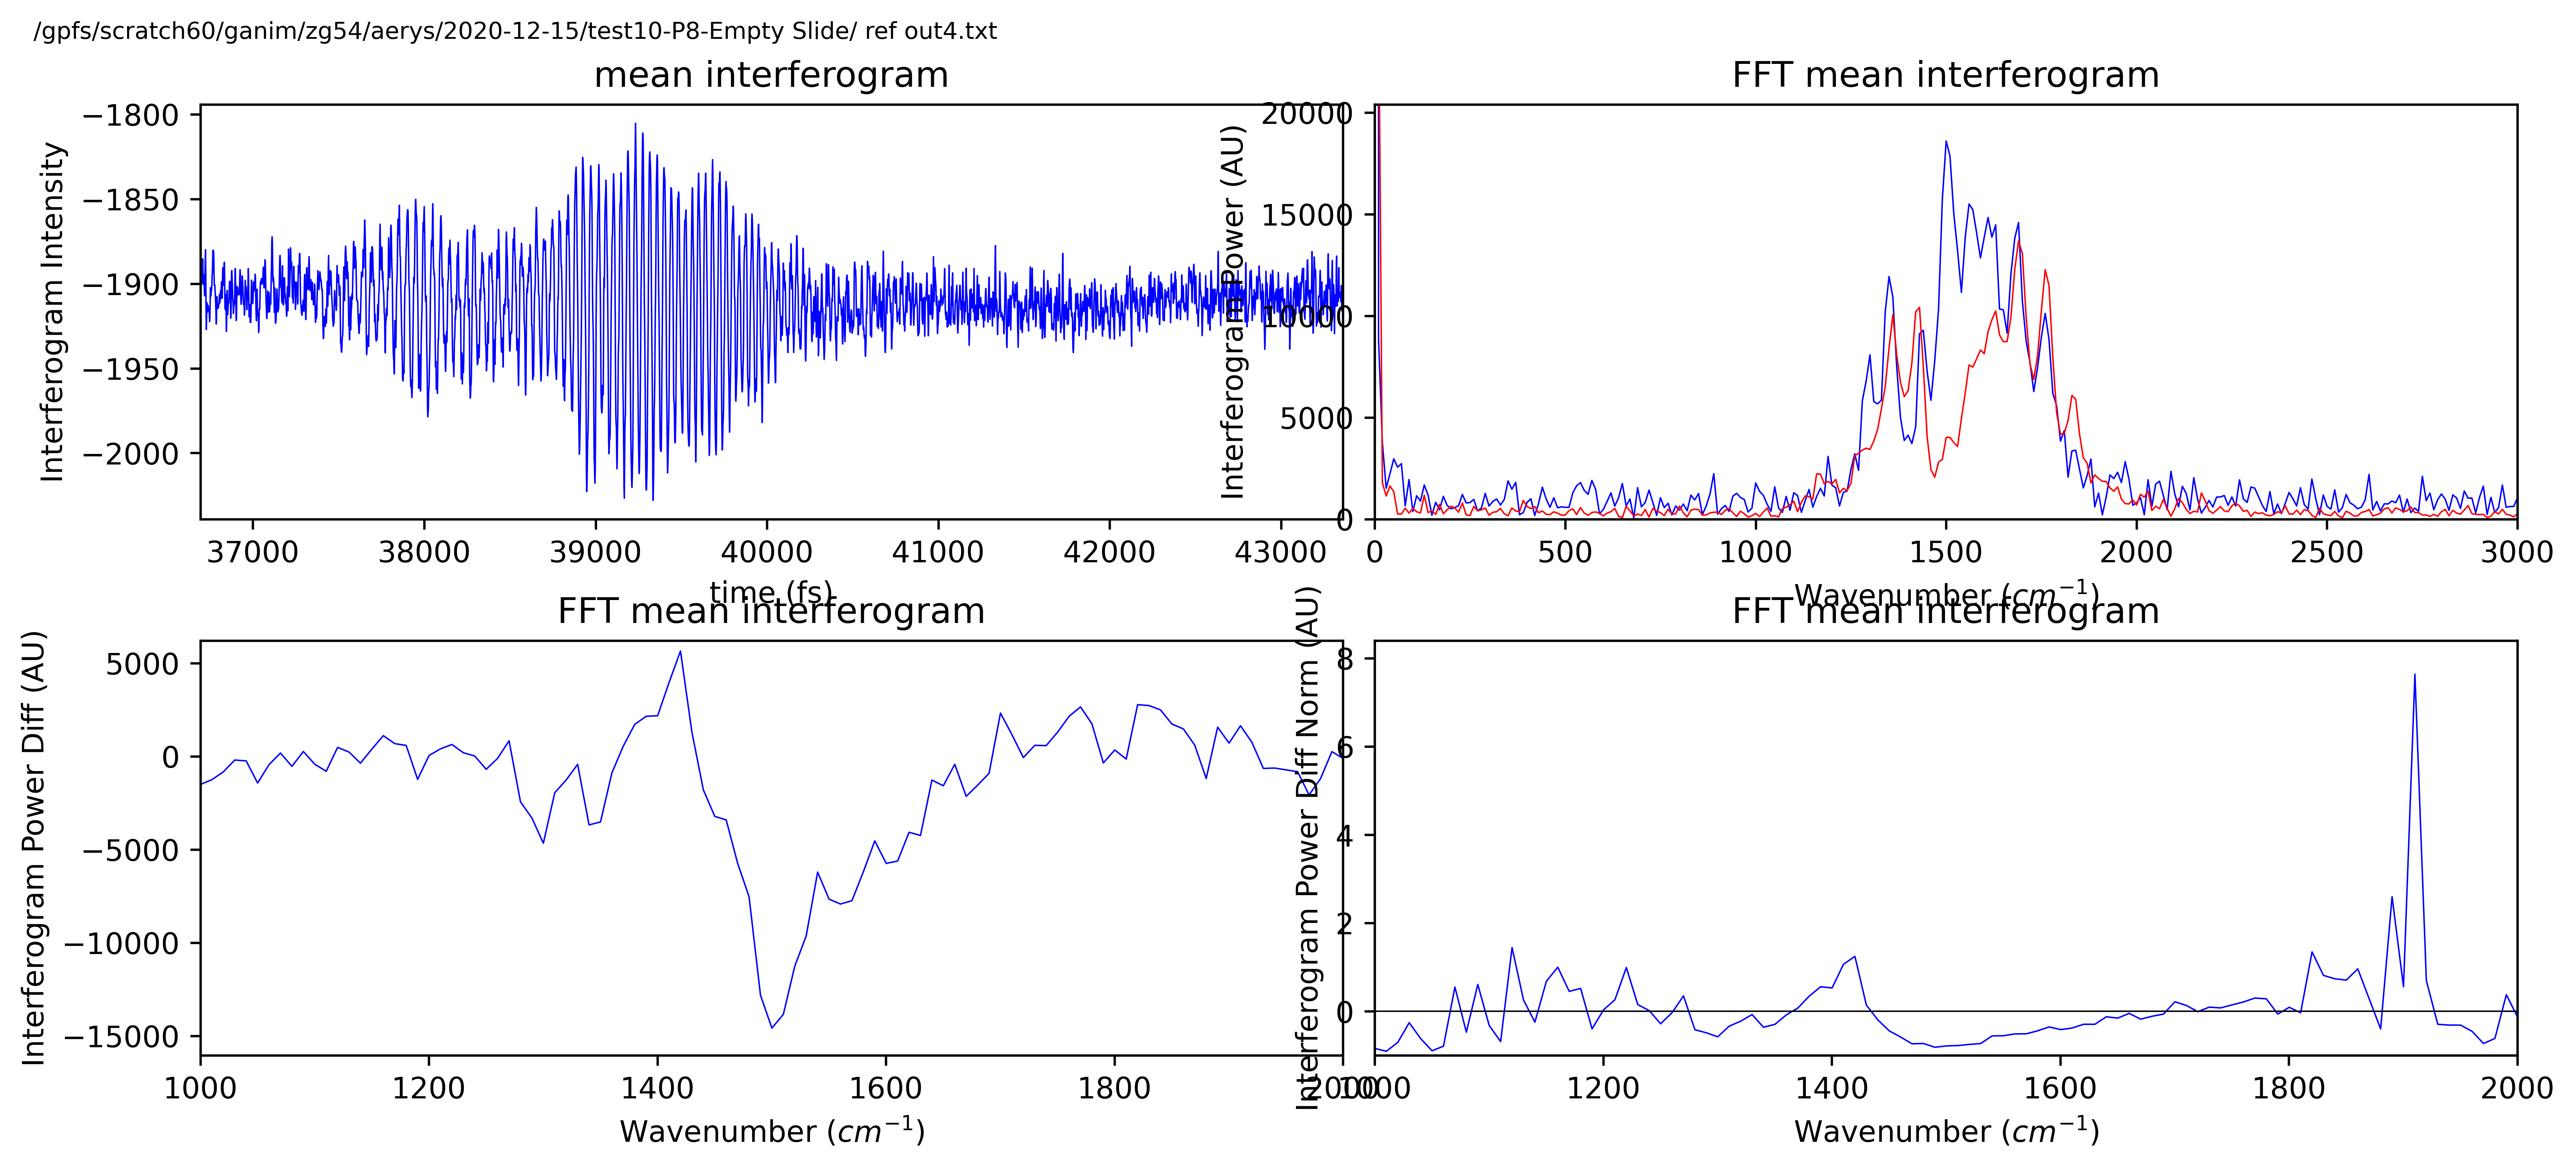 /gpfs/scratch60/ganim/zg54/aerys/2020-12-15/test10-P8-Empty Slide/ ref out4.txt
mean interferogram
Interferogram Intensity
−1800
−1850
−1900
−1950
−2000
37000 38000 39000 40000 41000 42000 43000
time (fs)
FFT mean interferogram
Interferogram Power (AU)
20000
15000
10000
5000
0
0 500 1000 1500 2000 2500 3000
Wavenumber (cm⁻¹)
FFT mean interferogram
Interferogram Power Diff (AU)
5000
0
−5000
−10000
−15000
1000 1200 1400 1600 1800 2000
Wavenumber (cm⁻¹)
FFT mean interferogram
Interferogram Power Diff Norm (AU)
8
6
4
2
0
1000 1200 1400 1600 1800 2000
Wavenumber (cm⁻¹)